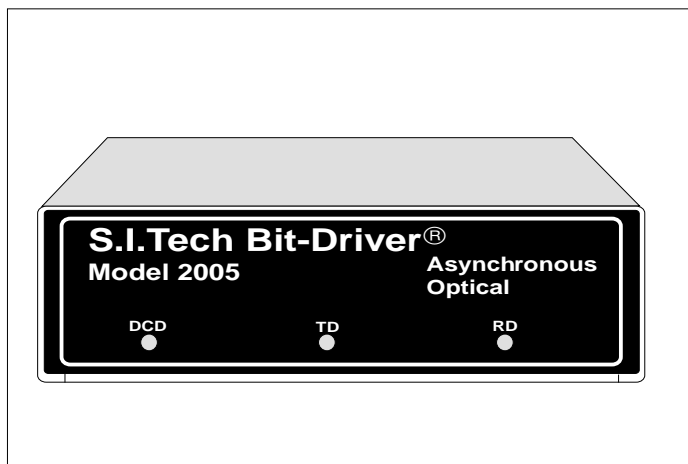 S.I.Tech Bit-Driver®
Model 2005
Asynchronous
Optical
DCD TD RD